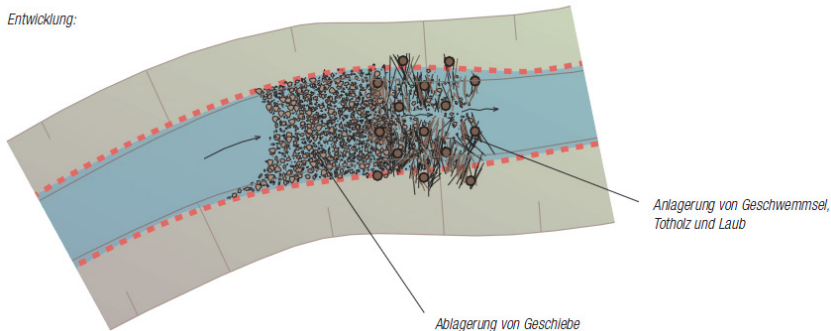 Entwicklung:
Anlagerung von Geschwemmsel,
Totholz und Laub
Ablagerung von Geschiebe